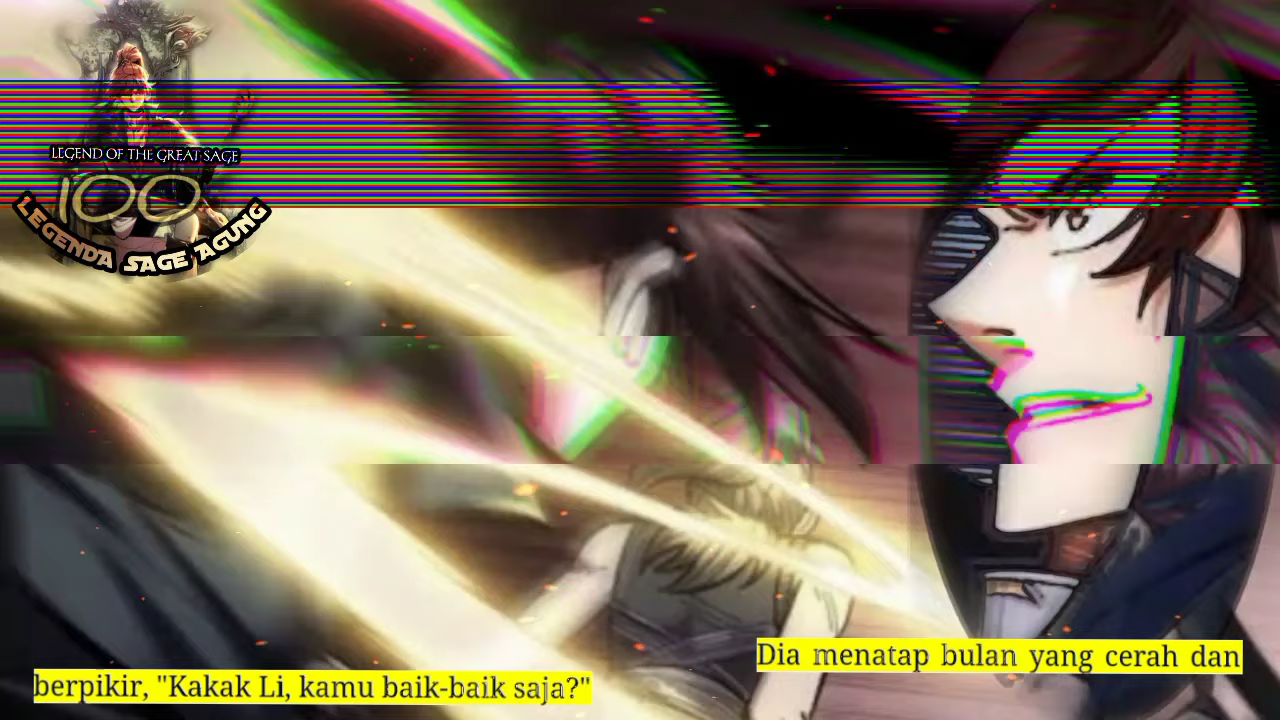 LEGEND OF THE GREAT SAGE
100
LEGENDA SAGE AGUNG
Dia menatap bulan yang cerah dan
berpikir, "Kakak Li, kamu baik-baik saja?"